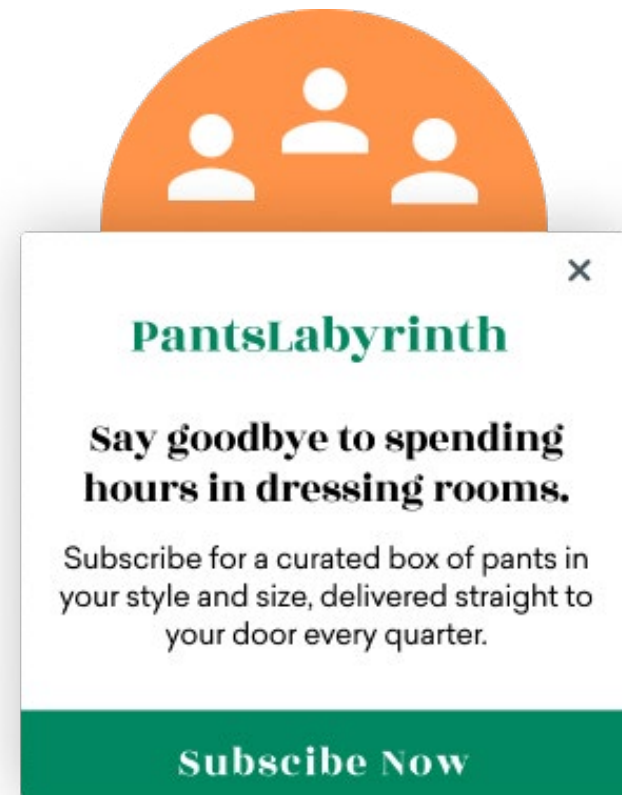 PantsLabyrinth
Say goodbye to spending
hours in dressing rooms.
Subscribe for a curated box of pants in
your style and size, delivered straight to
your door every quarter.
Subscibe Now